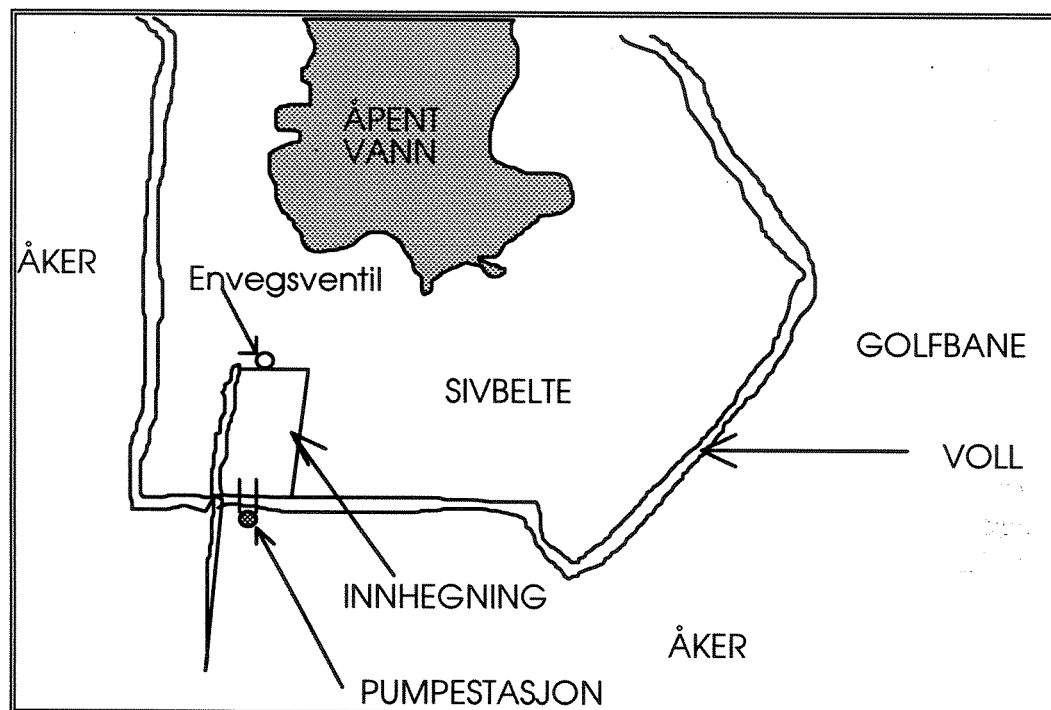 ÅPENT
VANN
ÅKER
Envegsventil
GOLFBANE
SIVBELTE
VOLL
INNHEGNING
ÅKER
PUMPESTASJON